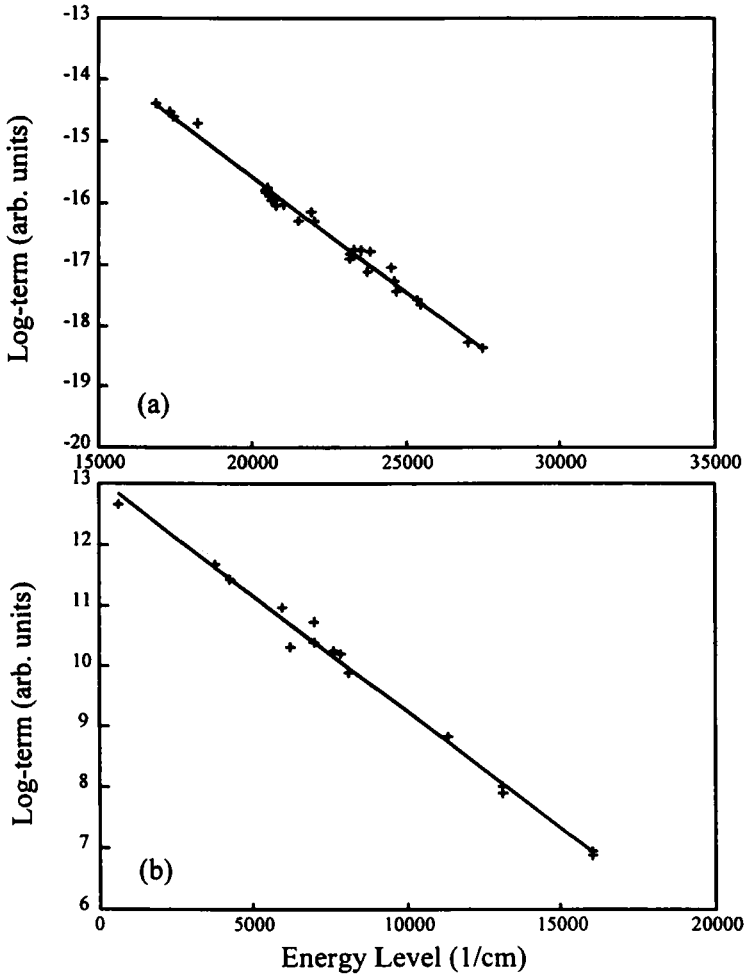 -13
-14
-15
-16
-17
-18
-19
-20
Log-term (arb. units)
(a)
15000 20000 25000 30000 35000
13
12
11
10
9
8
7
6
Log-term (arb. units)
(b)
0 5000 10000 15000 20000
Energy Level (1/cm)